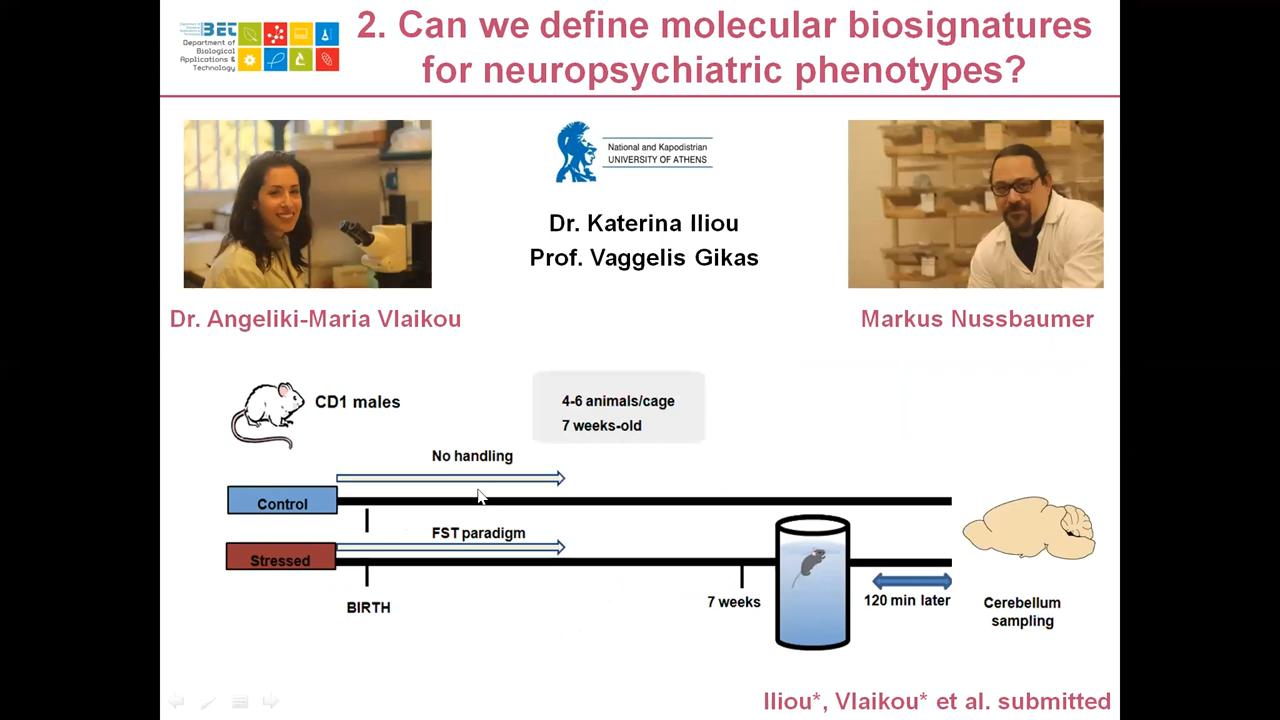 BET
Department of
Biological
Applications &
Technology
2. Can we define molecular biosignatures
for neuropsychiatric phenotypes?
National and Kapodistrian
UNIVERSITY OF ATHENS
Dr. Katerina Iliou
Prof. Vaggelis Gikas
Dr. Angeliki-Maria Vlaikou
Markus Nussbaumer
CD1 males
4-6 animals/cage
7 weeks-old
No handling
Control
FST paradigm
Stressed
BIRTH
7 weeks
120 min later
Cerebellum
sampling
Iliou*, Vlaikou* et al. submitted